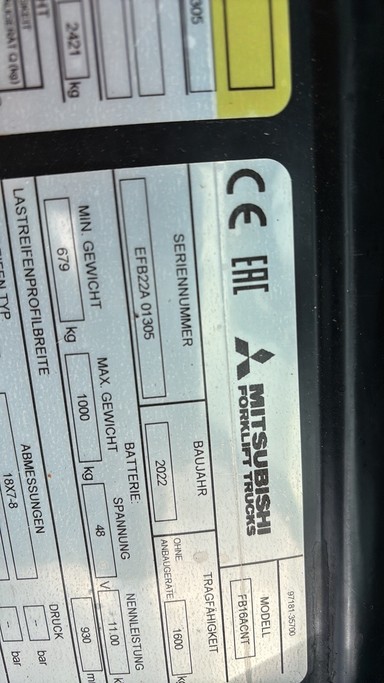 305
2421 kg
CE EAC MITSUBISHI
FORKLIFT TRUCKS
97181-35700
MODELL
FB16ACNT
SERIENNUMMER
BAUJAHR
TRAGFÄHIGKEIT
EFB22A 01305
2022
OHNE
ANBAUGERÄTE
1600
BATTERIE:
MIN. GEWICHT
MAX. GEWICHT
SPANNUNG
NENNLEISTUNG
679 kg
1000 kg
48 V
11.00
930
LASTREIFENPROFILBREITE
ABMESSUNGEN
DRUCK
18X7-8
- bar
- bar